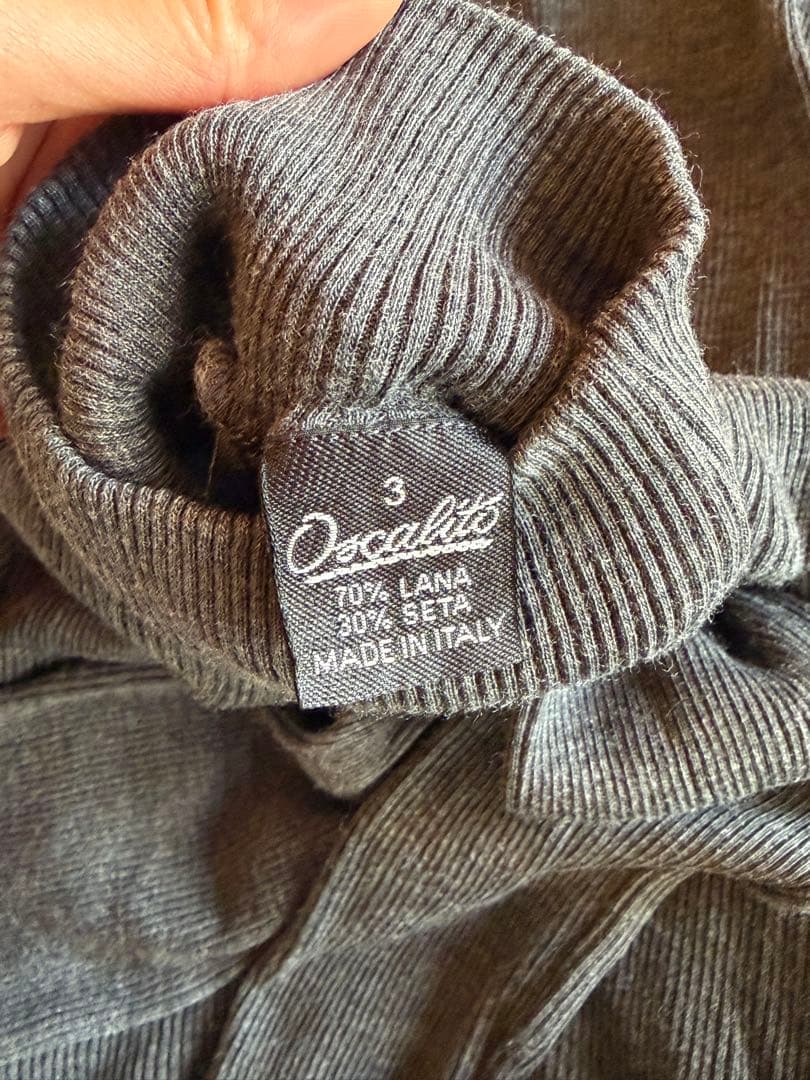 3
Oscalito
70% LANA
30% SETA
MADE IN ITALY